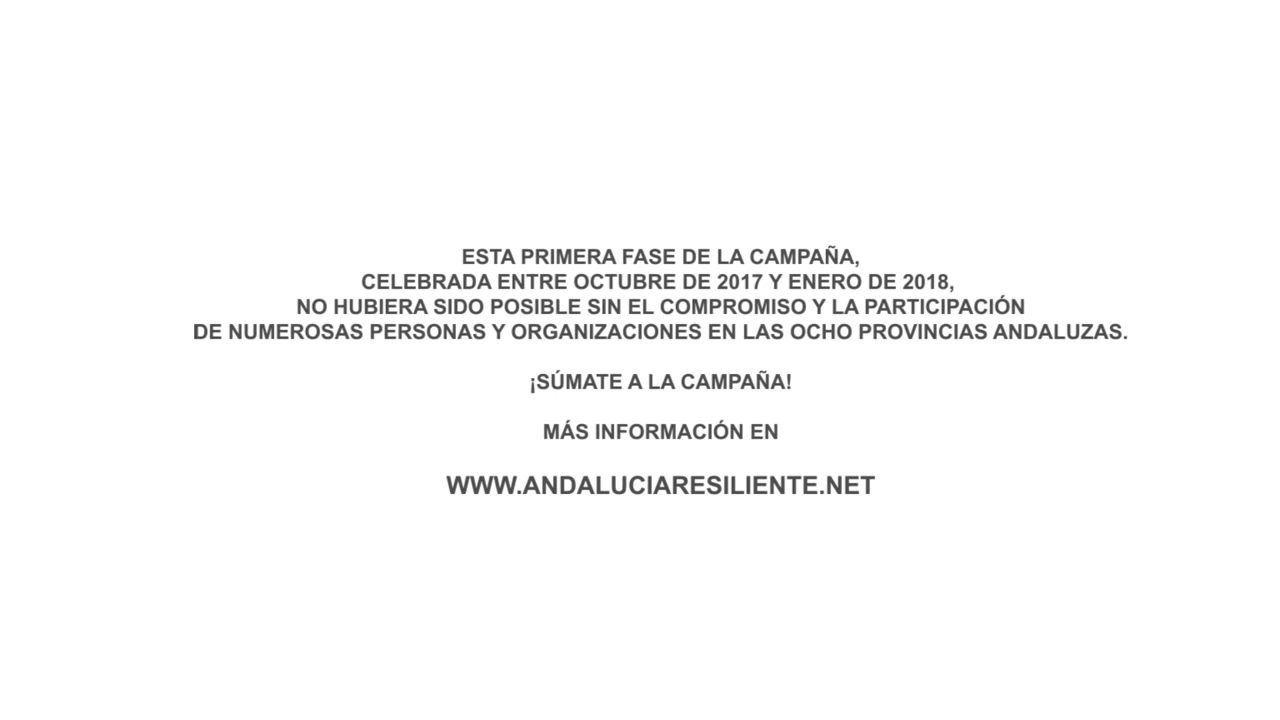 ESTA PRIMERA FASE DE LA CAMPAÑA,
CELEBRADA ENTRE OCTUBRE DE 2017 Y ENERO DE 2018,
NO HUBIERA SIDO POSIBLE SIN EL COMPROMISO Y LA PARTICIPACIÓN
DE NUMEROSAS PERSONAS Y ORGANIZACIONES EN LAS OCHO PROVINCIAS ANDALUZAS.
¡SÚMATE A LA CAMPAÑA!
MÁS INFORMACIÓN EN
WWW.ANDALUCIARESILIENTE.NET